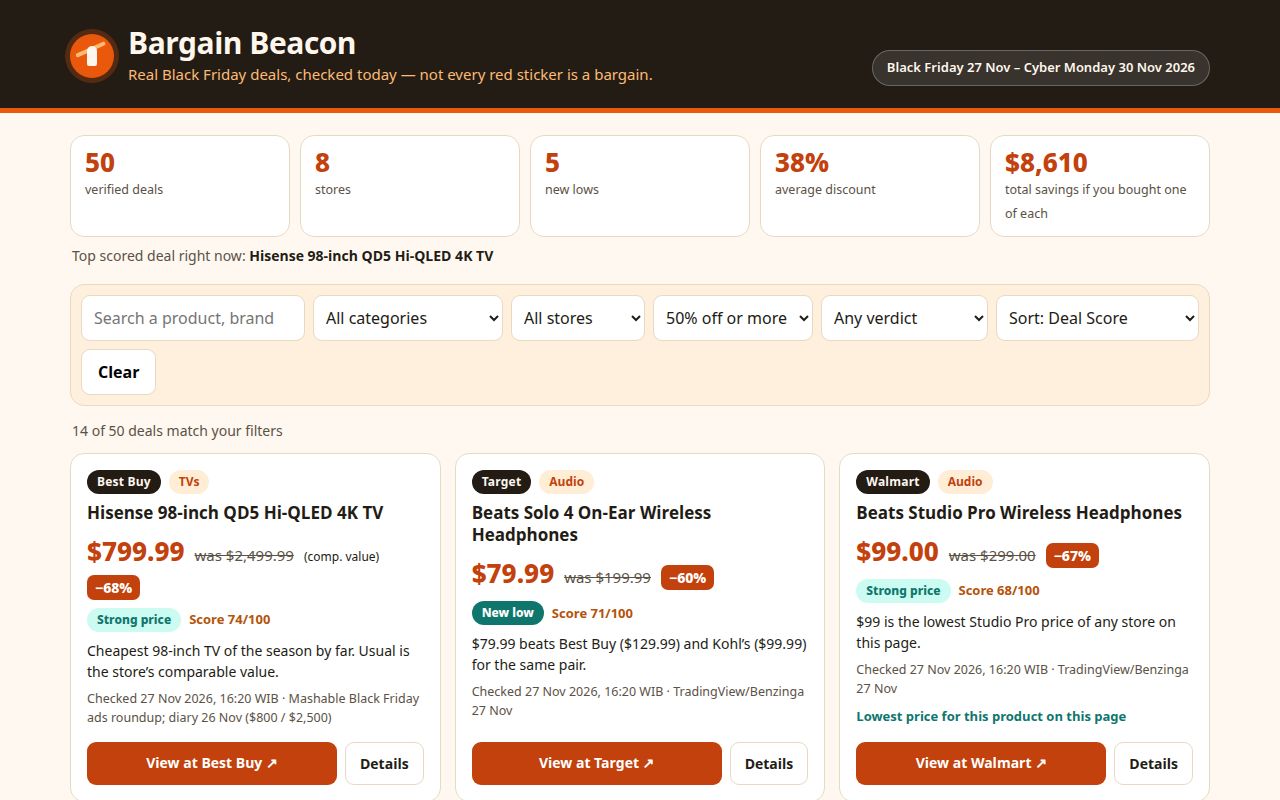 Bargain Beacon
Real Black Friday deals, checked today — not every red sticker is a bargain.
Black Friday 27 Nov – Cyber Monday 30 Nov 2026
50
verified deals
8
stores
5
new lows
38%
average discount
$8,610
total savings if you bought one
of each
Top scored deal right now: Hisense 98-inch QD5 Hi-QLED 4K TV
Search a product, brand
All categories
All stores
50% off or more
Any verdict
Sort: Deal Score
Clear
14 of 50 deals match your filters
Best Buy TVs
Hisense 98-inch QD5 Hi-QLED 4K TV
$799.99 was $2,499.99 (comp. value)
−68%
Strong price Score 74/100
Cheapest 98-inch TV of the season by far. Usual is
the store’s comparable value.
Checked 27 Nov 2026, 16:20 WIB · Mashable Black Friday
ads roundup; diary 26 Nov ($800 / $2,500)
View at Best Buy ↗ Details
Target Audio
Beats Solo 4 On-Ear Wireless
Headphones
$79.99 was $199.99 −60%
New low Score 71/100
$79.99 beats Best Buy ($129.99) and Kohl’s ($99.99)
for the same pair.
Checked 27 Nov 2026, 16:20 WIB · TradingView/Benzinga
27 Nov
View at Target ↗ Details
Walmart Audio
Beats Studio Pro Wireless Headphones
$99.00 was $299.00 −67%
Strong price Score 68/100
$99 is the lowest Studio Pro price of any store on
this page.
Checked 27 Nov 2026, 16:20 WIB · TradingView/Benzinga
27 Nov
Lowest price for this product on this page
View at Walmart ↗ Details